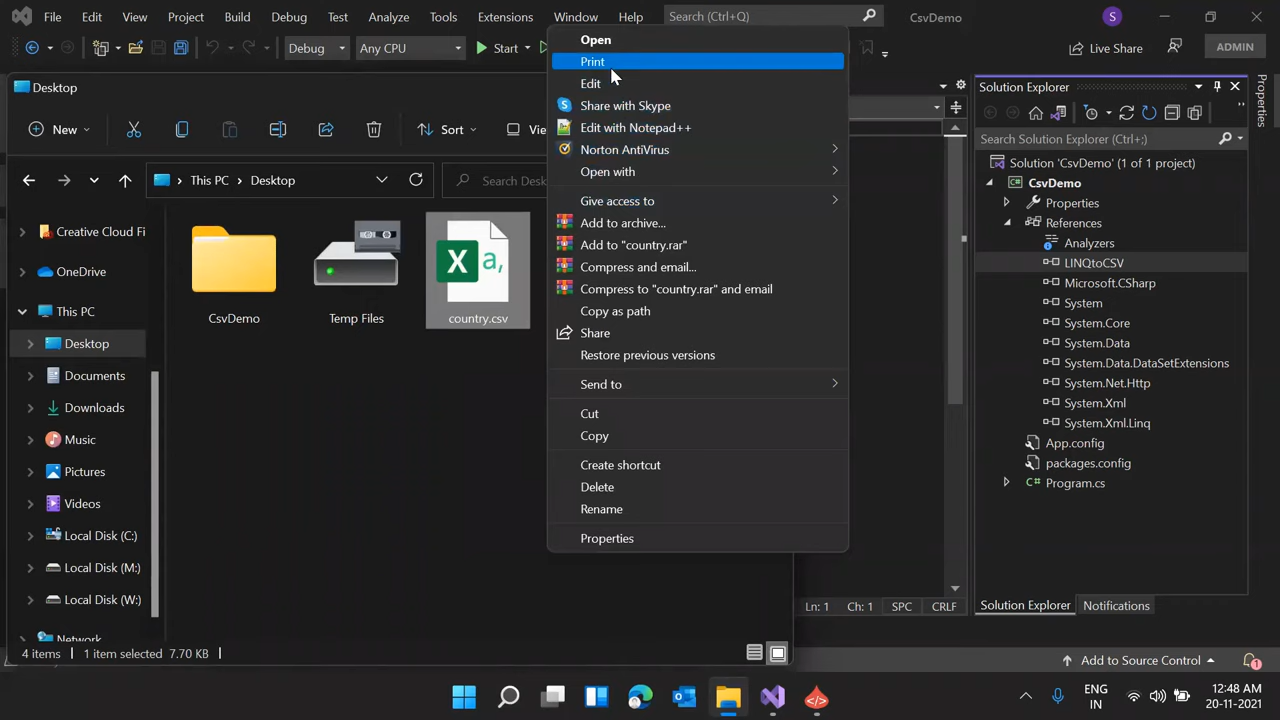 File Edit View Project Build Debug Test Analyze Tools Extensions Window Help Search (Ctrl+Q) CsvDemo S
Debug Any CPU Start Live Share ADMIN
Desktop
New Sort
This PC Desktop Search
Creative Cloud Fi
OneDrive
This PC
Desktop
Documents
Downloads
Music
Pictures
Videos
Local Disk (C:)
Local Disk (M:)
Local Disk (W:)
Network
CsvDemo
Temp Files
X a,
country.csv
4 items 1 item selected 7.70 KB
Open
Print
Edit
Share with Skype
Edit with Notepad++
Norton AntiVirus
Open with
Give access to
Add to archive...
Add to "country.rar"
Compress and email...
Compress to "country.rar" and email
Copy as path
Share
Restore previous versions
Send to
Cut
Copy
Create shortcut
Delete
Rename
Properties
Ln: 1 Ch: 1 SPC CRLF
Solution Explorer
Search Solution Explorer (Ctrl+;)
Solution 'CsvDemo' (1 of 1 project)
CsvDemo
Properties
References
Analyzers
LINQtoCSV
Microsoft.CSharp
System
System.Core
System.Data
System.Data.DataSetExtensions
System.Net.Http
System.Xml
System.Xml.Linq
App.config
packages.config
Program.cs
Solution Explorer Notifications
Properties
Add to Source Control 1
ENG
IN
12:48 AM
20-11-2021